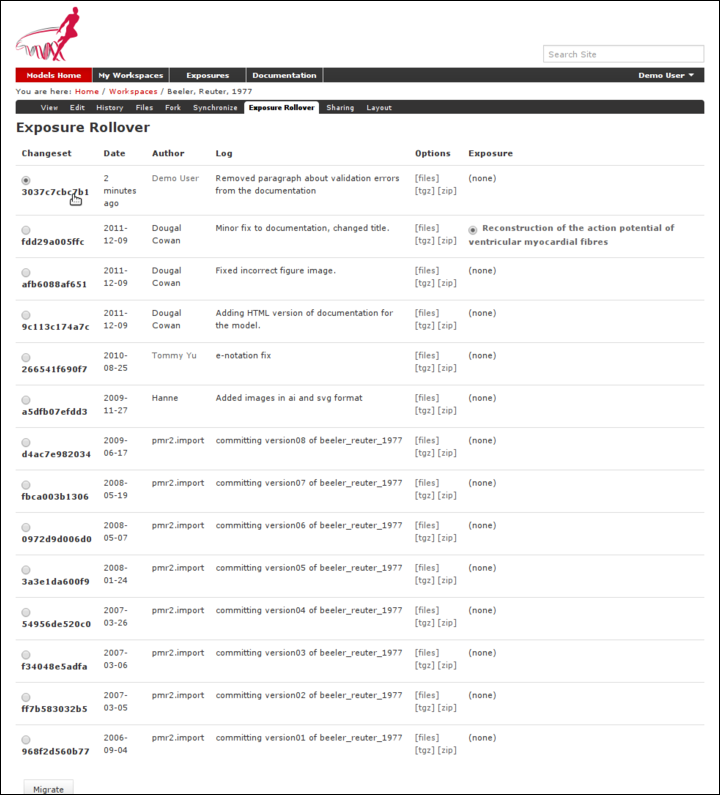 Search Site
Models Home My Workspaces Exposures Documentation Demo User
You are here: Home / Workspaces / Beeler, Reuter, 1977
View Edit History Files Fork Synchronize Exposure Rollover Sharing Layout
Exposure Rollover
Changeset Date Author Log Options Exposure
3037c7cbc7b1 2 minutes ago Demo User Removed paragraph about validation errors from the documentation [files] [tgz] [zip] (none)
fdd29a005ffc 2011-12-09 Dougal Cowan Minor fix to documentation, changed title. [files] [tgz] [zip] Reconstruction of the action potential of ventricular myocardial fibres
afb6088af651 2011-12-09 Dougal Cowan Fixed incorrect figure image. [files] [tgz] [zip] (none)
9c113c174a7c 2011-12-09 Dougal Cowan Adding HTML version of documentation for the model. [files] [tgz] [zip] (none)
266541f690f7 2010-08-25 Tommy Yu e-notation fix [files] [tgz] [zip] (none)
a5dfb07efdd3 2009-11-27 Hanne Added images in ai and svg format [files] [tgz] [zip] (none)
d4ac7e982034 2009-06-17 pmr2.import committing version08 of beeler_reuter_1977 [files] [tgz] [zip] (none)
fbca003b1306 2008-05-19 pmr2.import committing version07 of beeler_reuter_1977 [files] [tgz] [zip] (none)
0972d9d006d0 2008-05-07 pmr2.import committing version06 of beeler_reuter_1977 [files] [tgz] [zip] (none)
3a3e1da600f9 2008-01-24 pmr2.import committing version05 of beeler_reuter_1977 [files] [tgz] [zip] (none)
54956de520c0 2007-03-26 pmr2.import committing version04 of beeler_reuter_1977 [files] [tgz] [zip] (none)
f34048e5adfa 2007-03-06 pmr2.import committing version03 of beeler_reuter_1977 [files] [tgz] [zip] (none)
ff7b583032b5 2007-03-05 pmr2.import committing version02 of beeler_reuter_1977 [files] [tgz] [zip] (none)
968f2d560b77 2006-09-04 pmr2.import committing version01 of beeler_reuter_1977 [files] [tgz] [zip] (none)
Migrate